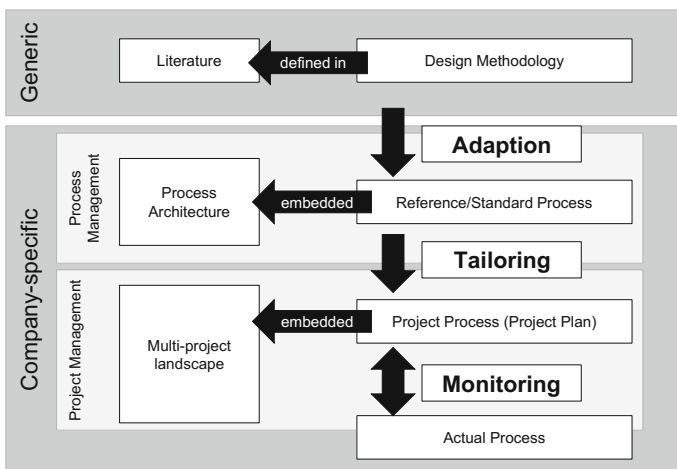 Generic
Literature
defined in
Design Methodology
Adaption
Company-specific
Process
Management
Process
Architecture
embedded
Reference/Standard Process
Tailoring
Project Management
Multi-project
landscape
embedded
Project Process (Project Plan)
Monitoring
Actual Process